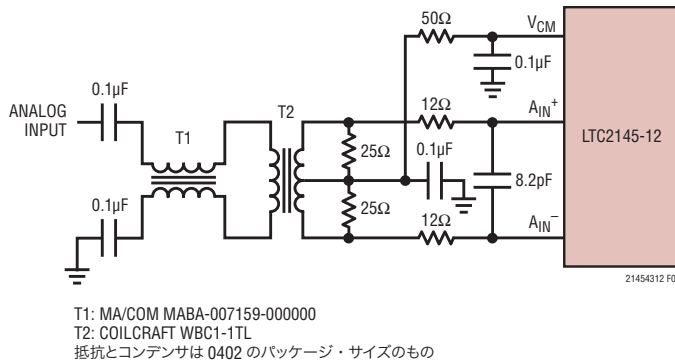 50Ω
VCM
0.1µF
0.1µF
ANALOG
INPUT
T1
T2
12Ω
AIN+
25Ω
0.1µF
LTC2145-12
8.2pF
0.1µF
25Ω
12Ω
AIN−
21454312 F0
T1: MA/COM MABA-007159-000000
T2: COILCRAFT WBC1-1TL
抵抗とコンデンサは 0402 のパッケージ・サイズのもの